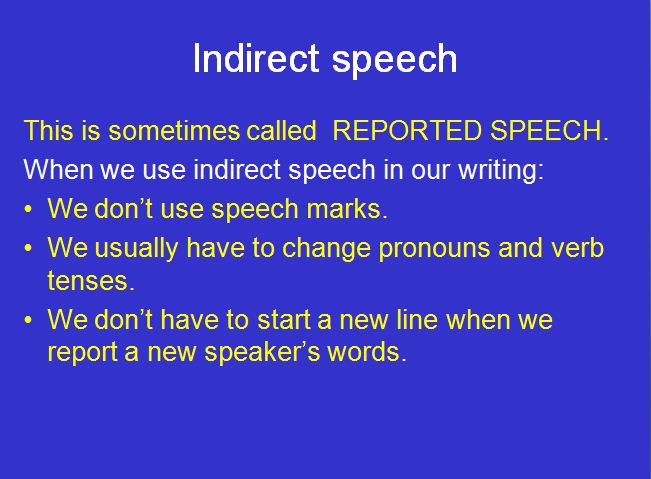 Indirect speech
This is sometimes called  REPORTED SPEECH.
When we use indirect speech in our writing:
• We don’t use speech marks.
• We usually have to change pronouns and verb
tenses.
• We don’t have to start a new line when we
report a new speaker’s words.